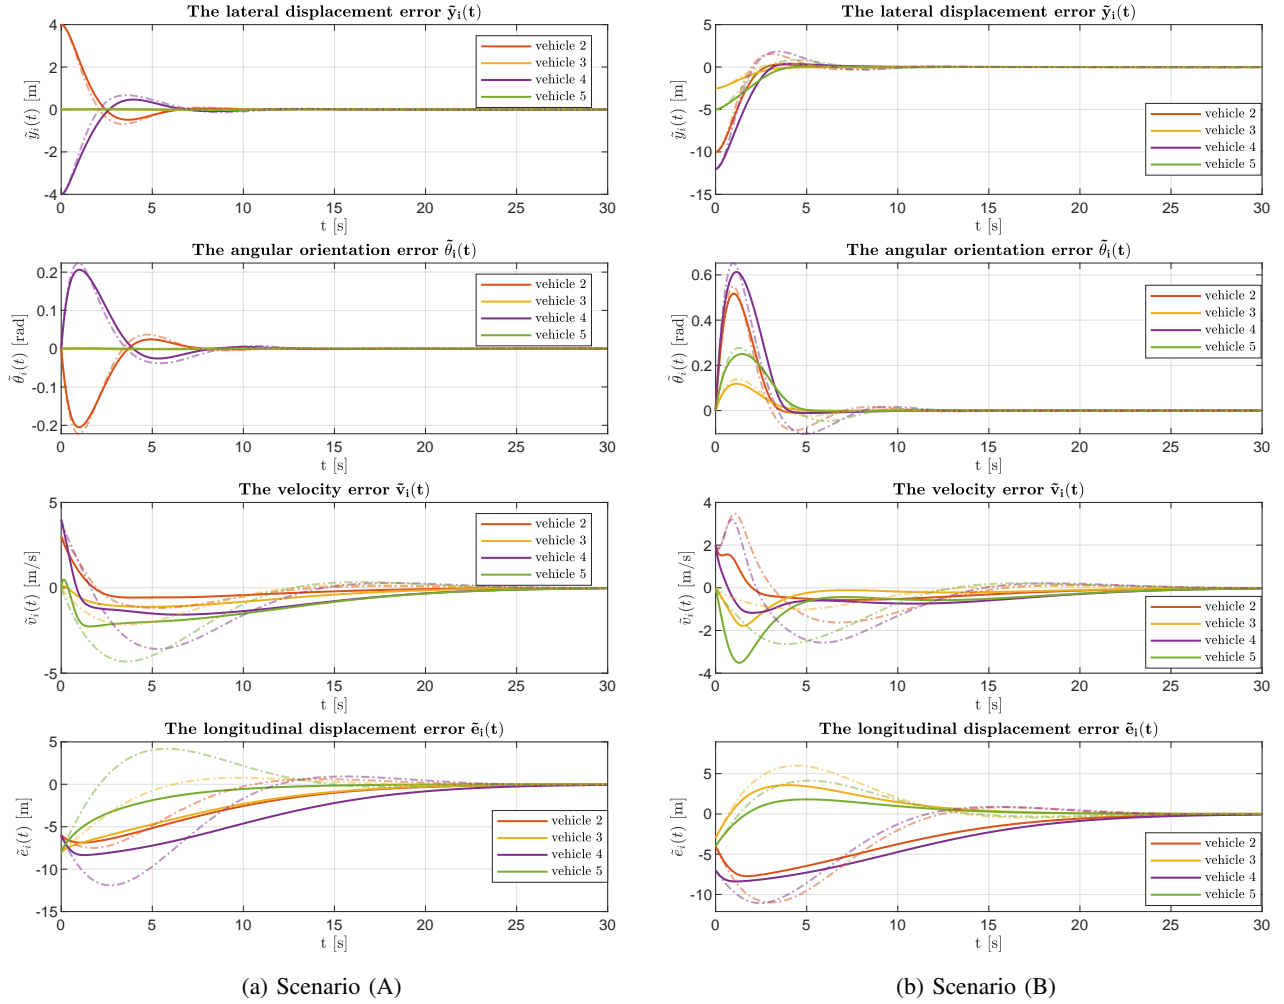 The lateral displacement error ỹᵢ(t)
4
2
0
-2
-4
ỹᵢ(t) [m]
vehicle 2
vehicle 3
vehicle 4
vehicle 5
0 5 10 15 20 25 30
t [s]
The angular orientation error θ̃ᵢ(t)
0.2
0.1
0
-0.1
-0.2
θ̃ᵢ(t) [rad]
vehicle 2
vehicle 3
vehicle 4
vehicle 5
0 5 10 15 20 25 30
t [s]
The velocity error ṽᵢ(t)
5
0
-5
ṽᵢ(t) [m/s]
vehicle 2
vehicle 3
vehicle 4
vehicle 5
0 5 10 15 20 25 30
t [s]
The longitudinal displacement error ẽᵢ(t)
5
0
-5
-10
-15
ẽᵢ(t) [m]
vehicle 2
vehicle 3
vehicle 4
vehicle 5
0 5 10 15 20 25 30
t [s]
(a) Scenario (A)
The lateral displacement error ỹᵢ(t)
5
0
-5
-10
-15
ỹᵢ(t) [m]
vehicle 2
vehicle 3
vehicle 4
vehicle 5
0 5 10 15 20 25 30
t [s]
The angular orientation error θ̃ᵢ(t)
0.6
0.4
0.2
0
θ̃ᵢ(t) [rad]
vehicle 2
vehicle 3
vehicle 4
vehicle 5
0 5 10 15 20 25 30
t [s]
The velocity error ṽᵢ(t)
4
2
0
-2
-4
ṽᵢ(t) [m/s]
vehicle 2
vehicle 3
vehicle 4
vehicle 5
0 5 10 15 20 25 30
t [s]
The longitudinal displacement error ẽᵢ(t)
5
0
-5
-10
ẽᵢ(t) [m]
vehicle 2
vehicle 3
vehicle 4
vehicle 5
0 5 10 15 20 25 30
t [s]
(b) Scenario (B)